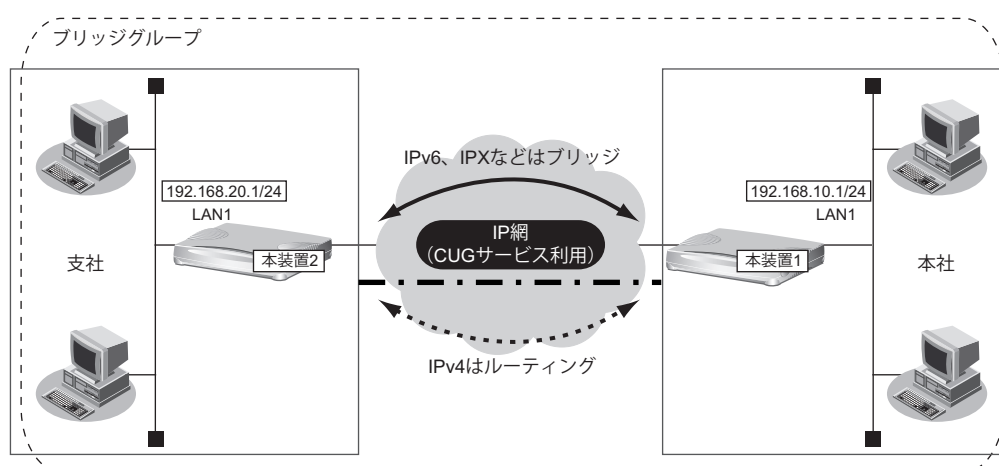 ブリッジグループ
IPv6、IPXなどはブリッジ
192.168.20.1/24
LAN1
192.168.10.1/24
LAN1
IP網
（CUGサービス利用）
支社
本装置2
本装置1
本社
IPv4はルーティング